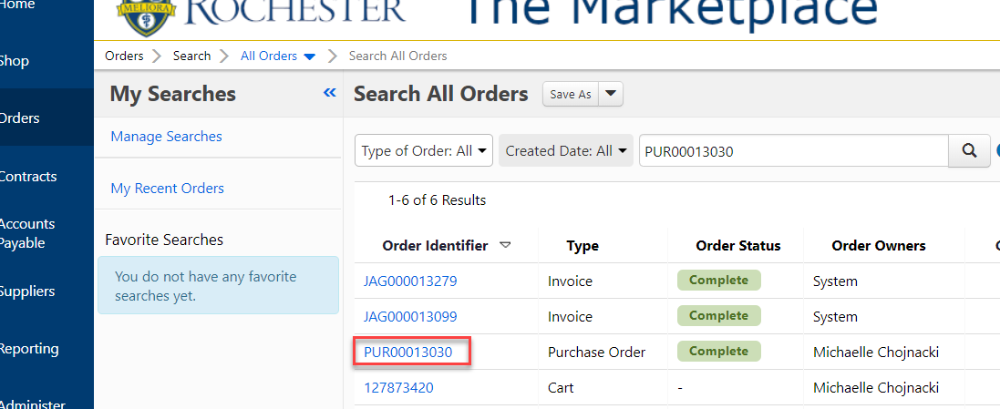 Home
MELIORA
ROCHESTER
The Marketplace
Shop
Orders
Contracts
Accounts
Payable
Suppliers
Reporting
Administer
Orders > Search > All Orders > Search All Orders
My Searches «
Manage Searches
My Recent Orders
Favorite Searches
You do not have any favorite
searches yet.
Search All Orders Save As
Type of Order: All Created Date: All PUR00013030
1-6 of 6 Results
Order Identifier Type Order Status Order Owners
JAG000013279 Invoice Complete System
JAG000013099 Invoice Complete System
PUR00013030 Purchase Order Complete Michaelle Chojnacki
127873420 Cart - Michaelle Chojnacki